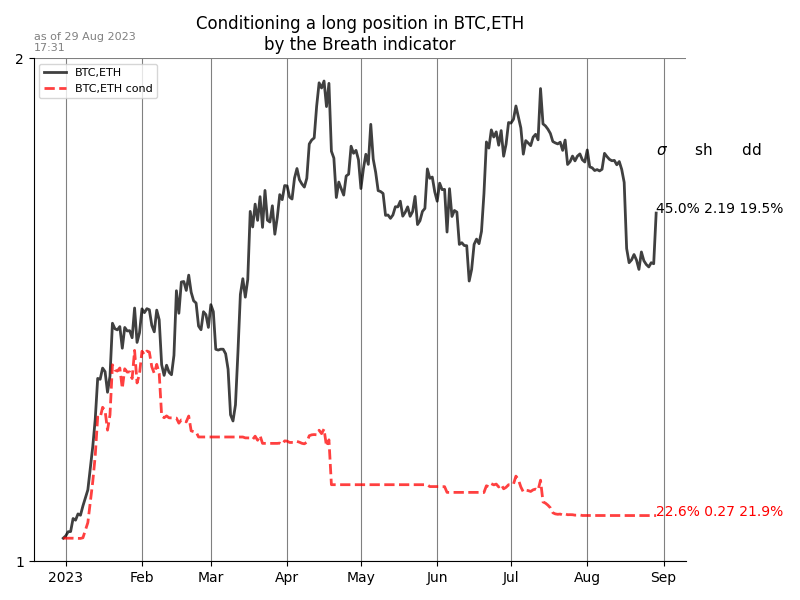 Conditioning a long position in BTC,ETH
by the Breath indicator
as of 29 Aug 2023
17:31
2
BTC,ETH
BTC,ETH cond
σ sh dd
45.0% 2.19 19.5%
22.6% 0.27 21.9%
1
2023 Feb Mar Apr May Jun Jul Aug Sep